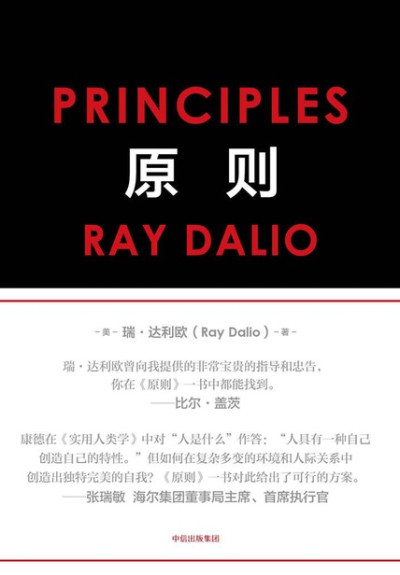 PRINCIPLES
原 则
RAY DALIO
–美– 瑞·达利欧（Ray Dalio）–著–
瑞·达利欧曾向我提供的非常宝贵的指导和忠告，
你在《原则》一书中都能找到。
——比尔·盖茨
康德在《实用人类学》中对“人是什么”作答：“人具有一种自己
创造自己的特性。”但如何在复杂多变的环境和人际关系中
创造出独特完美的自我？《原则》一书对此给出了可行的方案。
——张瑞敏 海尔集团董事局主席、首席执行官
中信出版集团